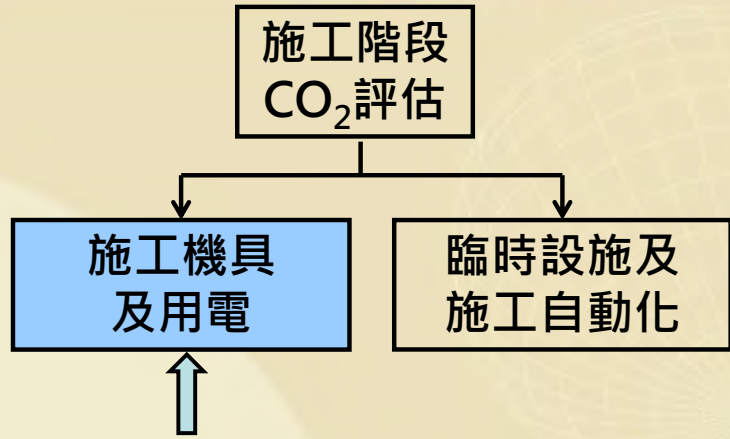 施工階段
CO₂評估
施工機具
及用電
臨時設施及
施工自動化